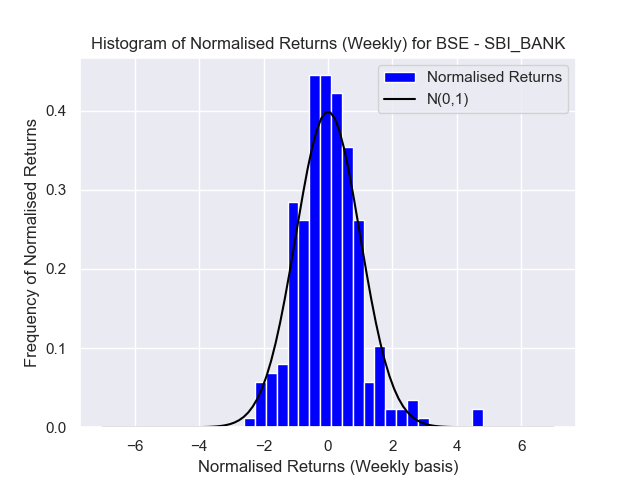 Histogram of Normalised Returns (Weekly) for BSE - SBI_BANK
Normalised Returns
N(0,1)
Frequency of Normalised Returns
0.4
0.3
0.2
0.1
0.0
−6
−4
−2
0
2
4
6
Normalised Returns (Weekly basis)